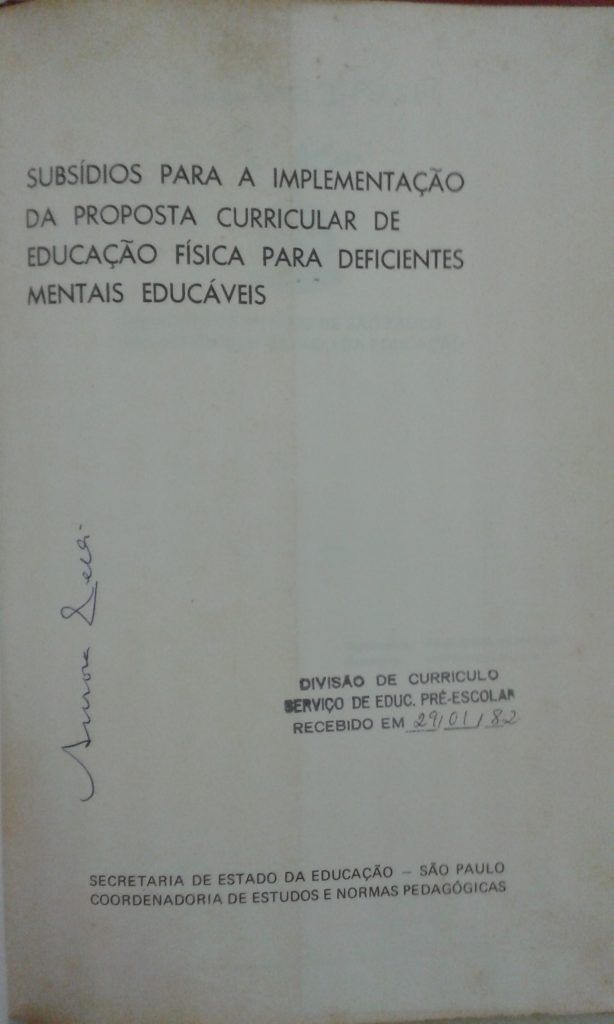 SUBSÍDIOS PARA A IMPLEMENTAÇÃO
DA PROPOSTA CURRICULAR DE
EDUCAÇÃO FÍSICA PARA DEFICIENTES
MENTAIS EDUCÁVEIS
Aurora
DIVISÃO DE CURRICULO
SERVIÇO DE EDUC. PRÉ-ESCOLAR
RECEBIDO EM 29/01/82
SECRETARIA DE ESTADO DA EDUCAÇÃO – SÃO PAULO
COORDENADORIA DE ESTUDOS E NORMAS PEDAGÓGICAS